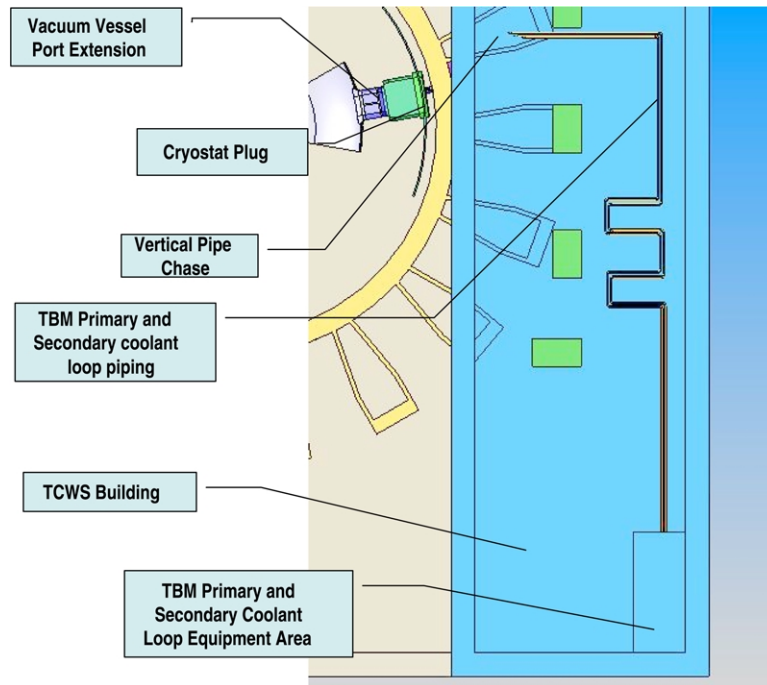 Vacuum Vessel
Port Extension
Cryostat Plug
Vertical Pipe
Chase
TBM Primary and
Secondary coolant
loop piping
TCWS Building
TBM Primary and
Secondary Coolant
Loop Equipment Area